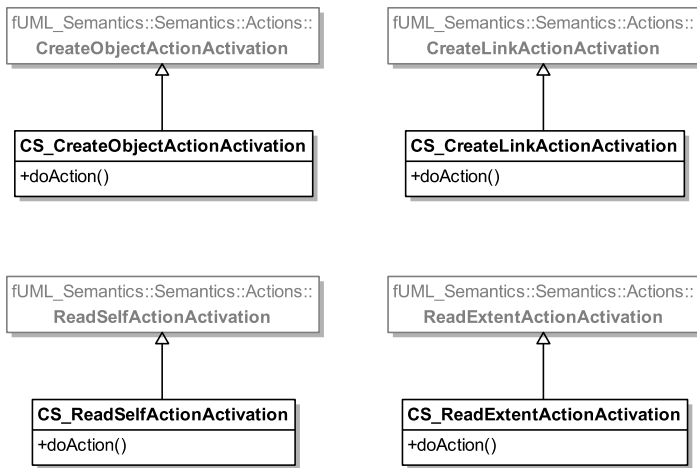 fUML_Semantics::Semantics::Actions::
CreateObjectActionActivation
CS_CreateObjectActionActivation
+doAction()
fUML_Semantics::Semantics::Actions::
CreateLinkActionActivation
CS_CreateLinkActionActivation
+doAction()
fUML_Semantics::Semantics::Actions::
ReadSelfActionActivation
CS_ReadSelfActionActivation
+doAction()
fUML_Semantics::Semantics::Actions::
ReadExtentActionActivation
CS_ReadExtentActionActivation
+doAction()